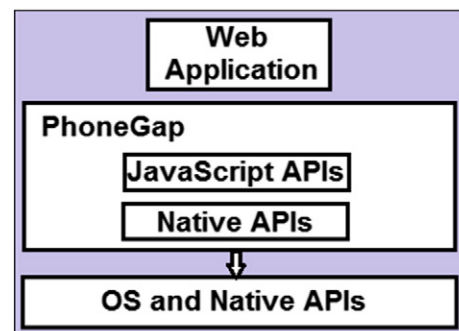 Web
Application
PhoneGap
JavaScript APIs
Native APIs
OS and Native APIs